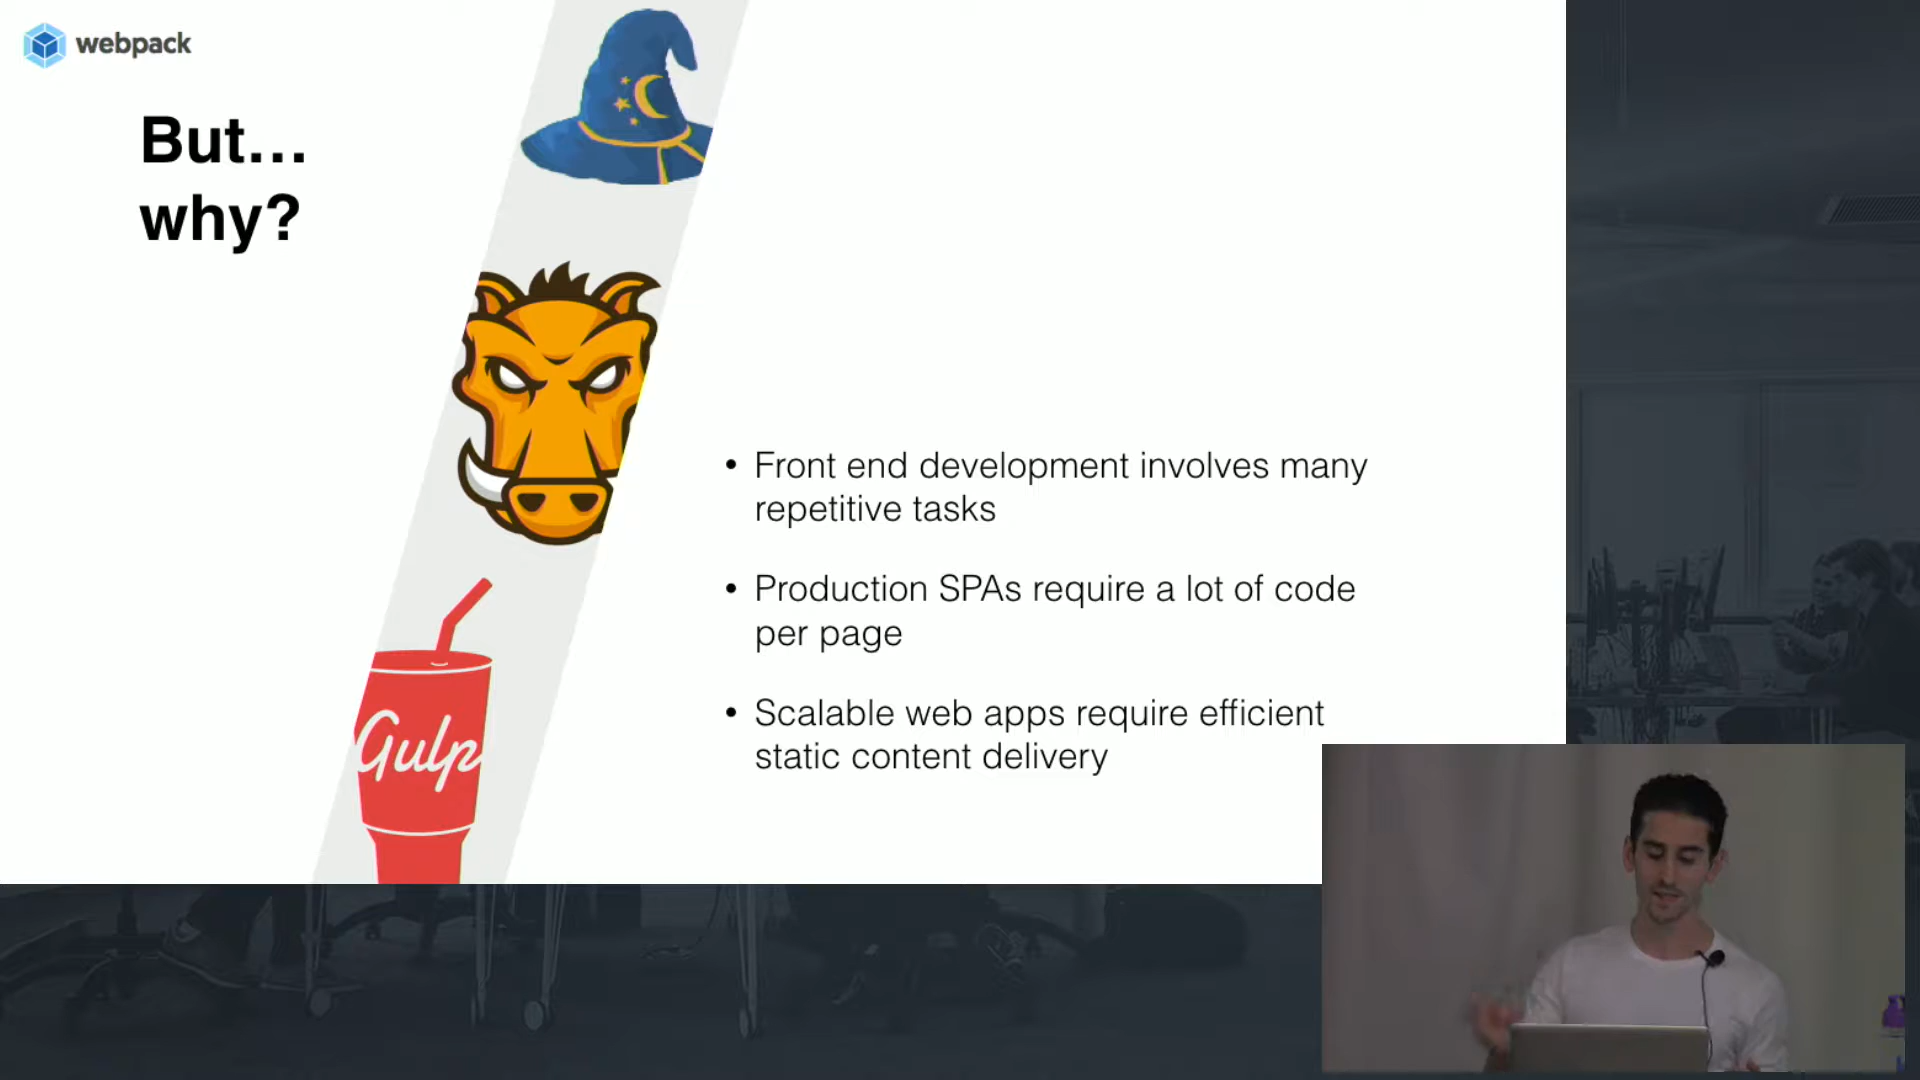 webpack
But…
why?
• Front end development involves many
repetitive tasks
• Production SPAs require a lot of code
per page
• Scalable web apps require efficient
static content delivery
Gulp